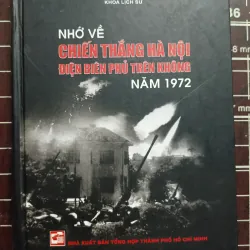 KHOA LỊCH SỬ
NHỚ VỀ
CHIẾN THẮNG HÀ NỘI
ĐIỆN BIÊN PHỦ TRÊN KHÔNG
NĂM 1972
NHÀ XUẤT BẢN TỔNG HỢP THÀNH PHỐ HỒ CHÍ MINH